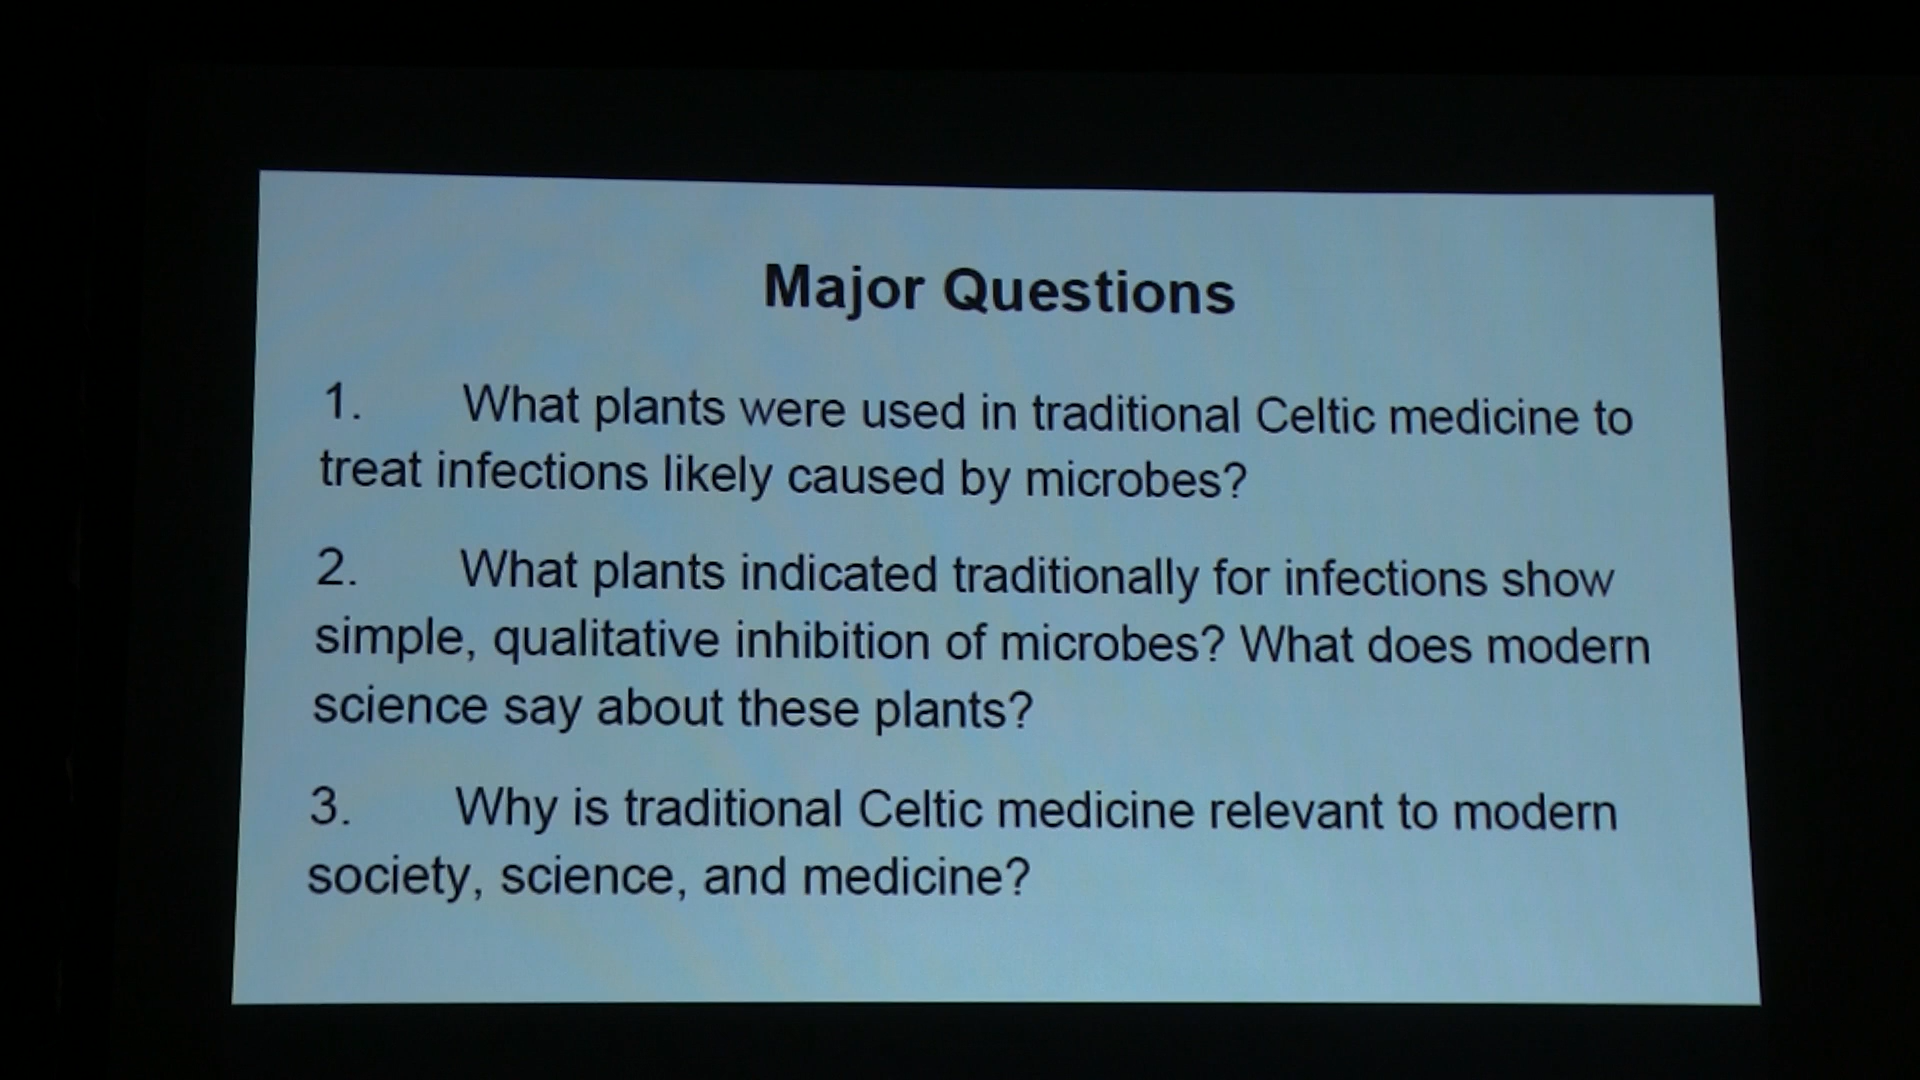 Major Questions
1. What plants were used in traditional Celtic medicine to
treat infections likely caused by microbes?
2. What plants indicated traditionally for infections show
simple, qualitative inhibition of microbes? What does modern
science say about these plants?
3. Why is traditional Celtic medicine relevant to modern
society, science, and medicine?